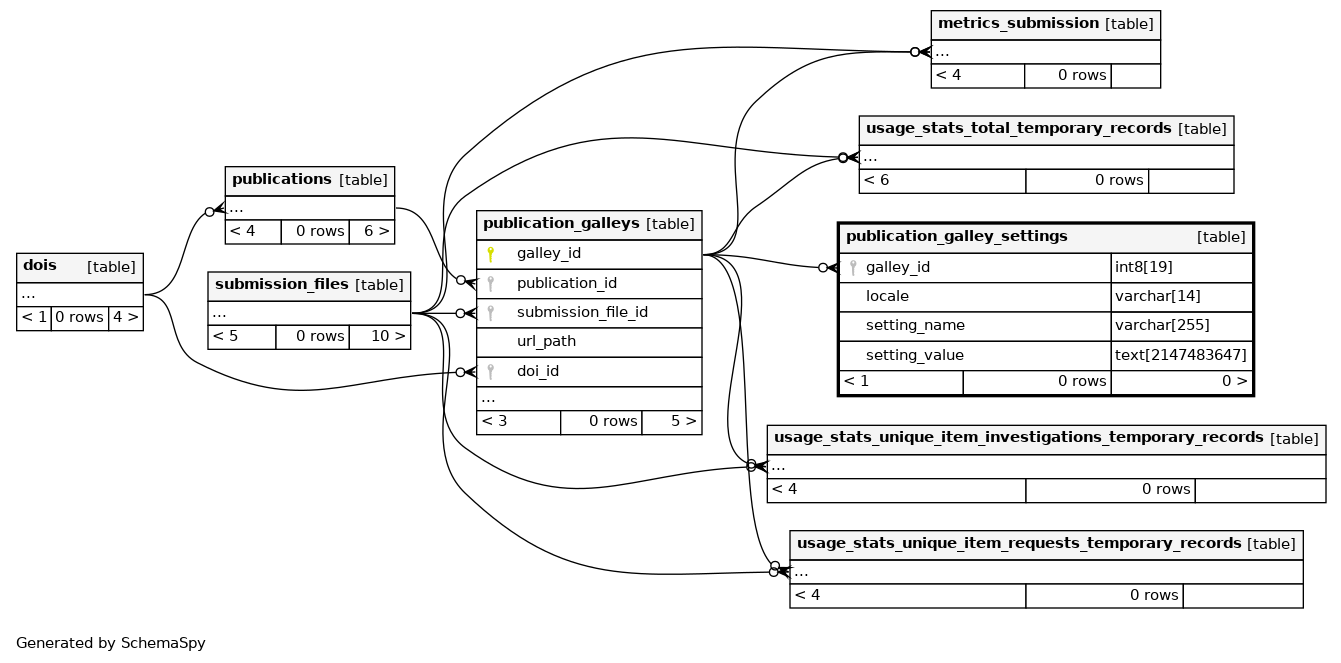 metrics_submission [table]
...
< 4 0 rows
usage_stats_total_temporary_records [table]
...
< 6 0 rows
publications [table]
...
< 4 0 rows 6 >
dois [table]
...
< 1 0 rows 4 >
submission_files [table]
...
< 5 0 rows 10 >
publication_galleys [table]
galley_id
publication_id
submission_file_id
url_path
doi_id
...
< 3 0 rows 5 >
publication_galley_settings [table]
galley_id int8[19]
locale varchar[14]
setting_name varchar[255]
setting_value text[2147483647]
< 1 0 rows 0 >
usage_stats_unique_item_investigations_temporary_records [table]
...
< 4 0 rows
usage_stats_unique_item_requests_temporary_records [table]
...
< 4 0 rows
Generated by SchemaSpy